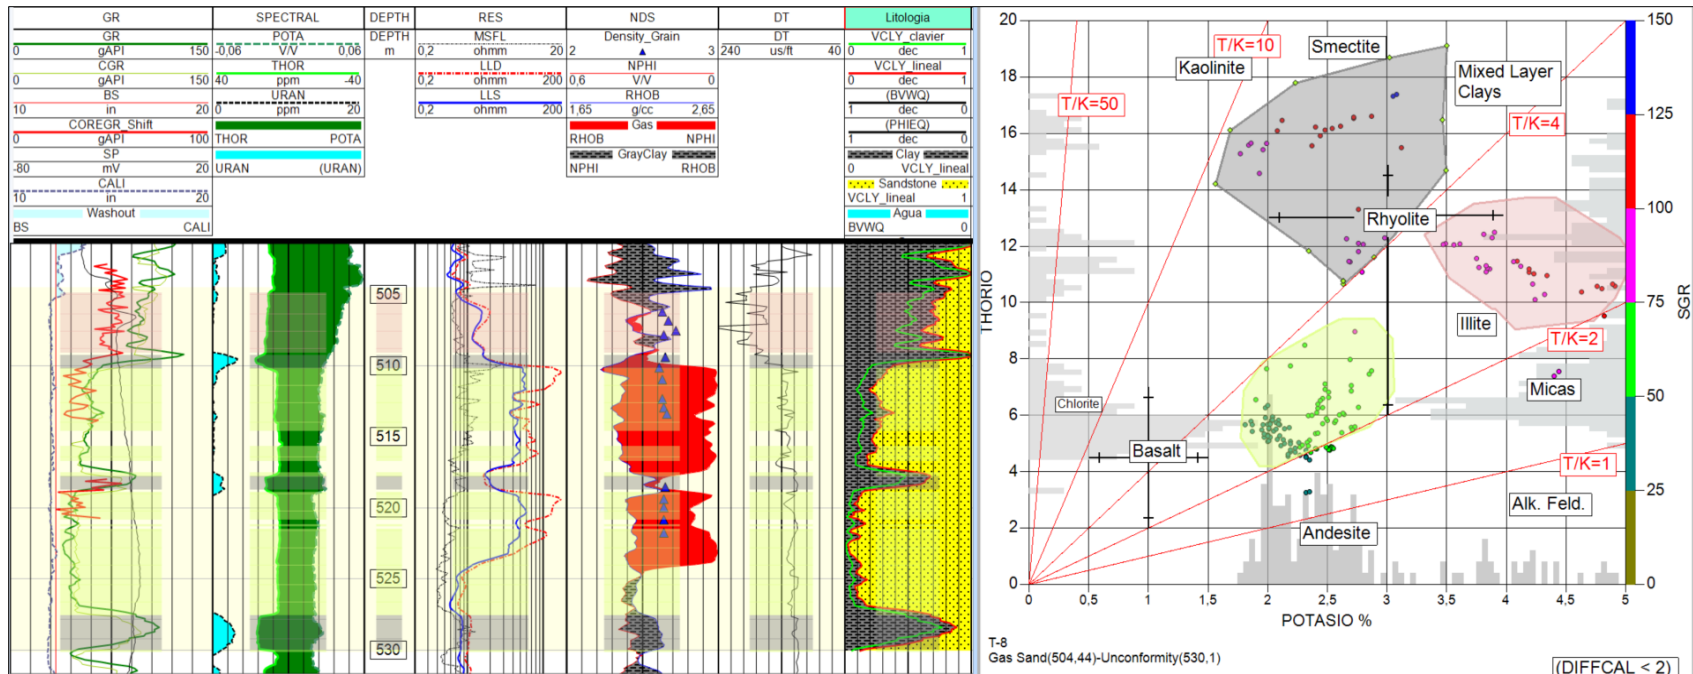 GR SPECTRAL DEPTH RES NDS DT Litologia
GR POTA DEPTH MSFL Density_Grain DT VCLY_clavier
0 gAPI 150 -0,06 V/V 0,06 m 0,2 ohmm 20 2 3 240 us/ft 40 0 dec 1
CGR THOR LLD NPHI VCLY_lineal
0 gAPI 150 40 ppm -40 0,2 ohmm 200 0,6 V/V 0 0 dec 1
BS URAN LLS RHOB (BVWQ)
10 in 20 0 ppm 20 0,2 ohmm 200 1,65 g/cc 2,65 1 dec 0
COREGR_Shift Gas (PHIEQ)
0 gAPI 100 THOR POTA RHOB NPHI 1 dec 0
SP GrayClay Clay
-80 mV 20 URAN (URAN) NPHI RHOB 0 VCLY_lineal
CALI Sandstone
10 in 20 VCLY_lineal 1
Washout Agua
BS CALI BVWQ 0
505
510
515
520
525
530
20
18
16
14
12
10
8
6
4
2
0
THORIO
T/K=50
Kaolinite
T/K=10
Smectite
Mixed Layer
Clays
T/K=4
Rhyolite
Illite
T/K=2
Micas
Chlorite
Basalt
T/K=1
Alk. Feld.
Andesite
0 0,5 1 1,5 2 2,5 3 3,5 4 4,5 5
POTASIO %
150
125
100
75
50
25
0
SGR
T-8
Gas Sand(504,44)-Unconformity(530,1)
(DIFFCAL < 2)